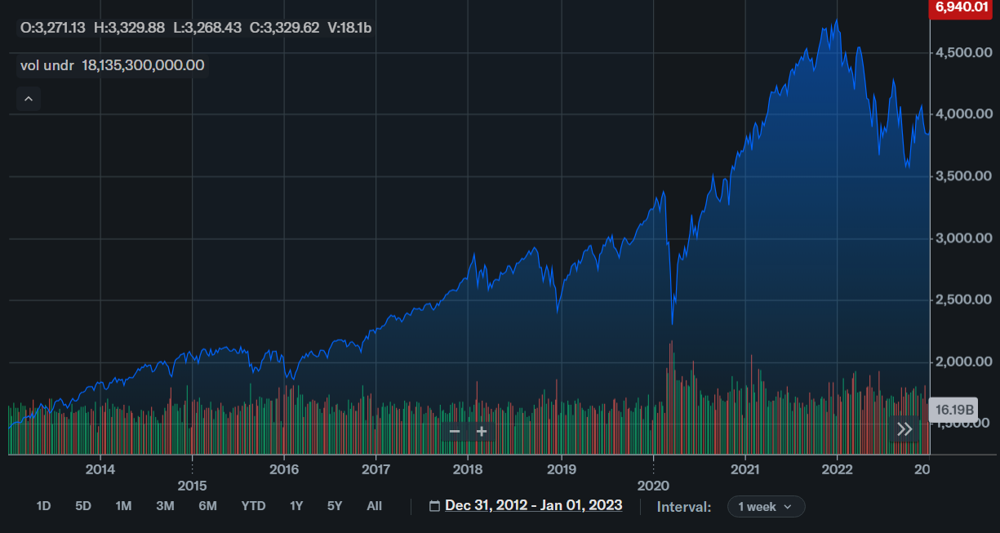 6,940.01
O:3,271.13 H:3,329.88 L:3,268.43 C:3,329.62 V:18.1b
4,500.00
vol undr 18,135,300,000.00
4,000.00
3,500.00
3,000.00
2,500.00
2,000.00
16.19B
1,500.00
2014 2016 2017 2018 2019 2021 2022 20
2015 2020
1D 5D 1M 3M 6M YTD 1Y 5Y All Dec 31, 2012 - Jan 01, 2023 Interval: 1 week